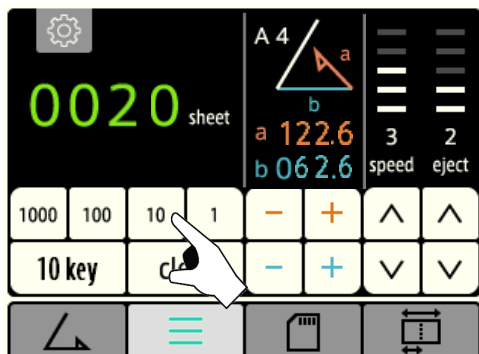 A 4
a
b
0020 sheet
a 122.6
b 062.6
3 2
speed eject
1000 100 10 1 - +
10 key - +